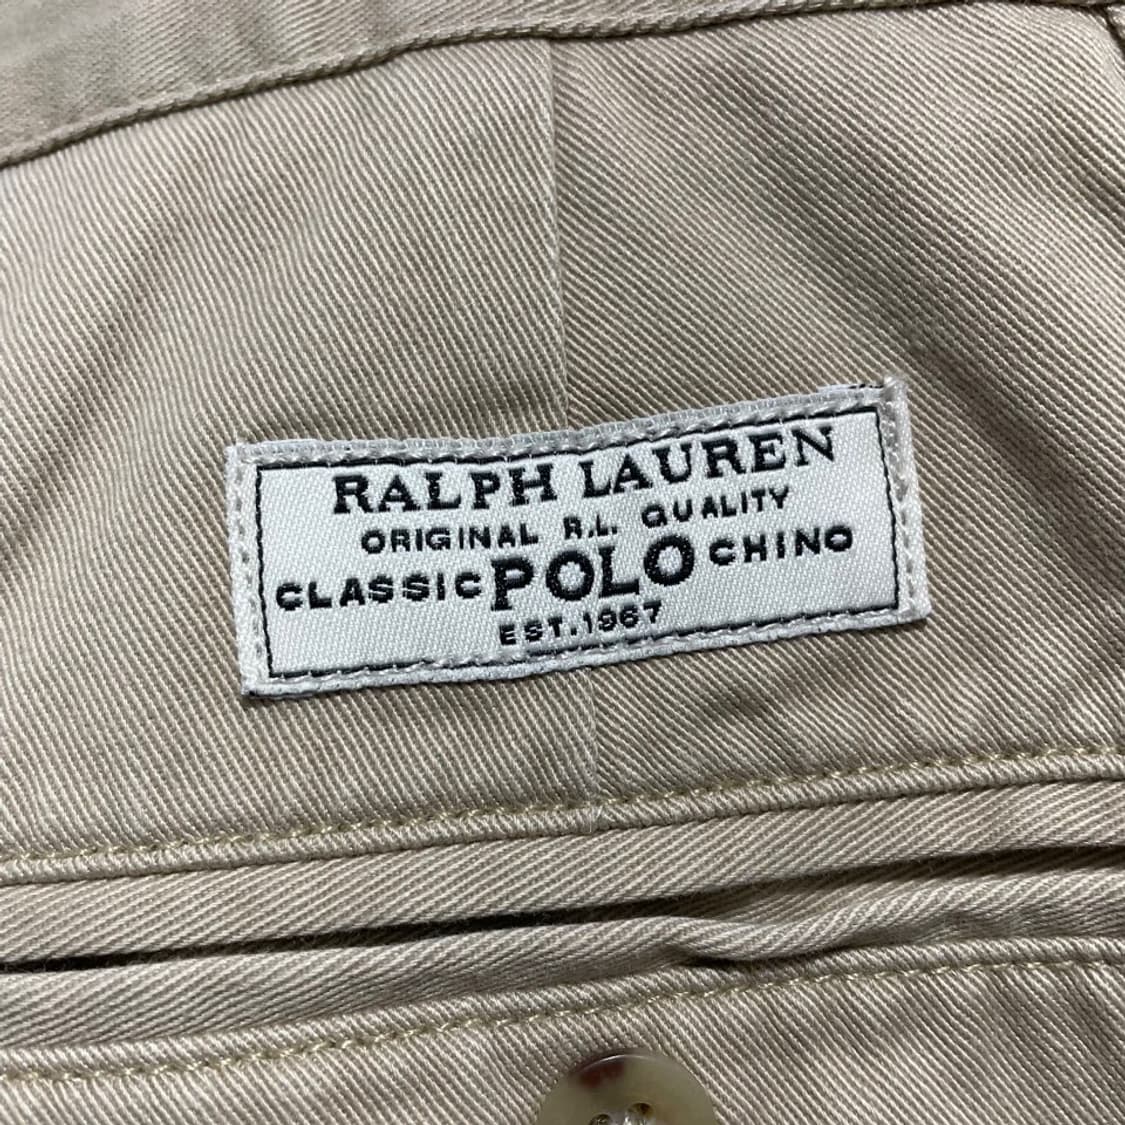 RALPH LAUREN
ORIGINAL R.L. QUALITY
CLASSIC POLO CHINO
EST.1967